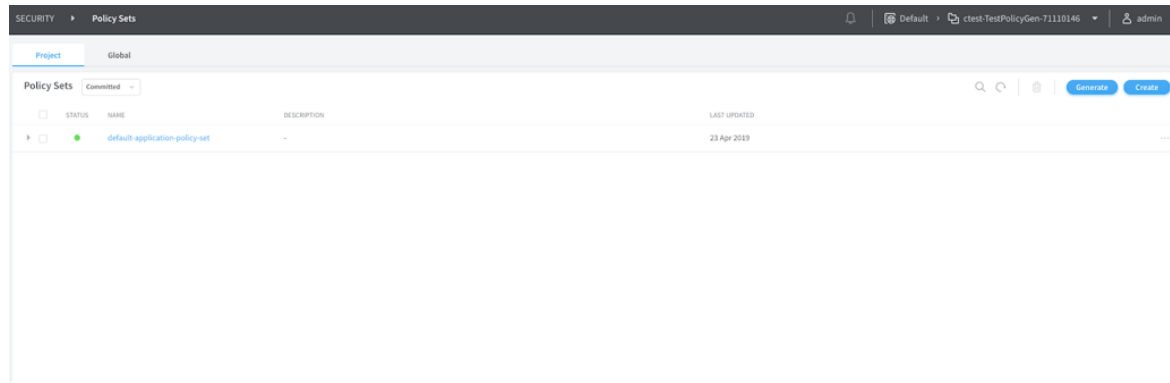 SECURITY Policy Sets Default > ctest-TestPolicyGen-71110146 admin
Project Global
Policy Sets Committed Generate Create
STATUS NAME DESCRIPTION LAST UPDATED
default-application-policy-set - 23 Apr 2019